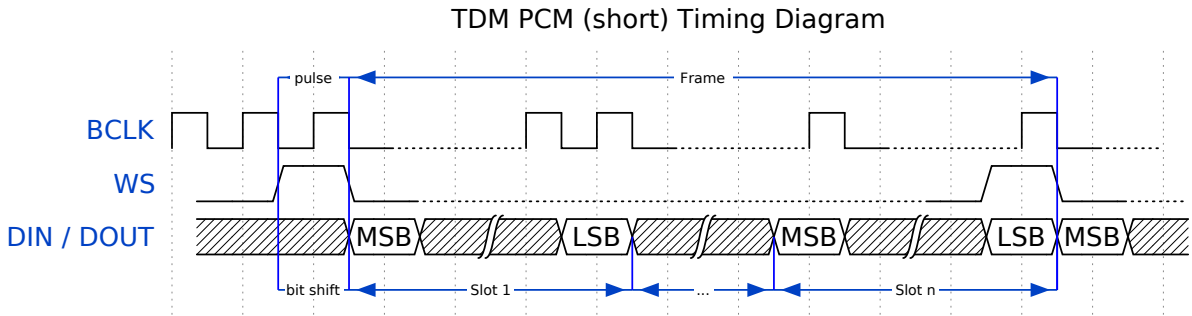 TDM PCM (short) Timing Diagram
pulse Frame
BCLK
WS
DIN / DOUT MSB LSB MSB LSB MSB
bit shift Slot 1 ... Slot n